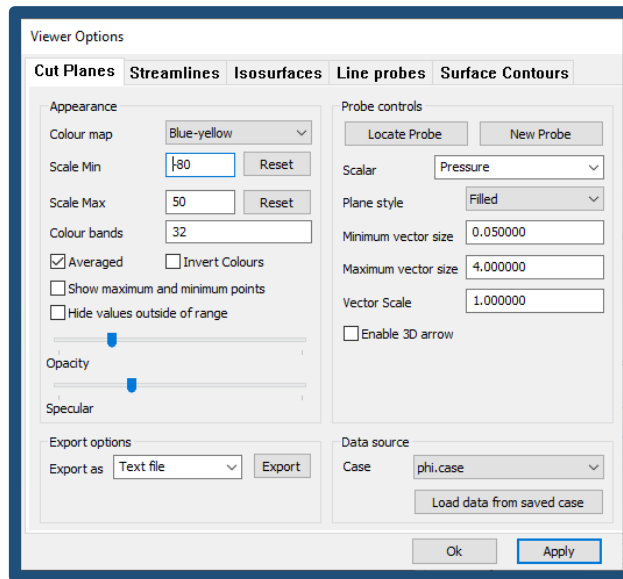 Viewer Options
Cut Planes Streamlines Isosurfaces Line probes Surface Contours
Appearance
Colour map Blue-yellow
Scale Min -80 Reset
Scale Max 50 Reset
Colour bands 32
Averaged Invert Colours
Show maximum and minimum points
Hide values outside of range
Opacity
Specular
Export options
Export as Text file Export
Probe controls
Locate Probe New Probe
Scalar Pressure
Plane style Filled
Minimum vector size 0.050000
Maximum vector size 4.000000
Vector Scale 1.000000
Enable 3D arrow
Data source
Case phi.case
Load data from saved case
Ok Apply